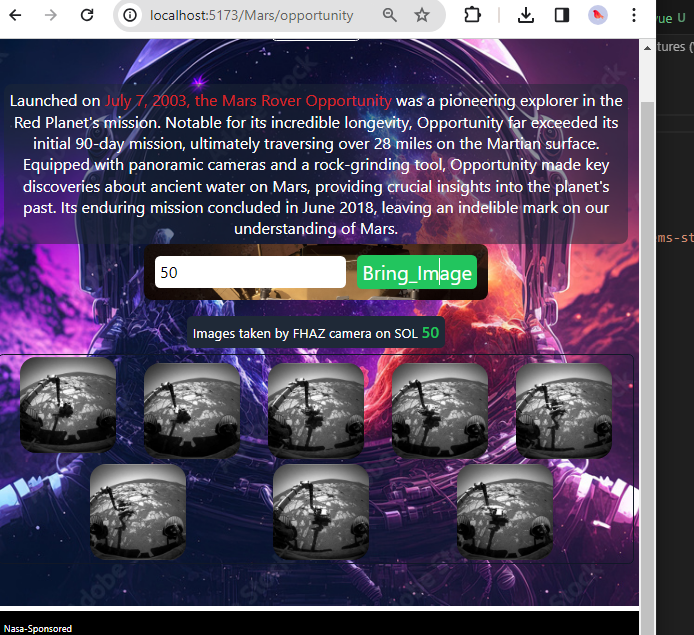 localhost:5173/Mars/opportunity
vue U
tures (
Launched on July 7, 2003, the Mars Rover Opportunity was a pioneering explorer in the
Red Planet's mission. Notable for its incredible longevity, Opportunity far exceeded its
initial 90-day mission, ultimately traversing over 28 miles on the Martian surface.
Equipped with panoramic cameras and a rock-grinding tool, Opportunity made key
discoveries about ancient water on Mars, providing crucial insights into the planet's
past. Its enduring mission concluded in June 2018, leaving an indelible mark on our
understanding of Mars.
ems-st
50 Bring_Image
Images taken by FHAZ camera on SOL 50
Nasa-Sponsored